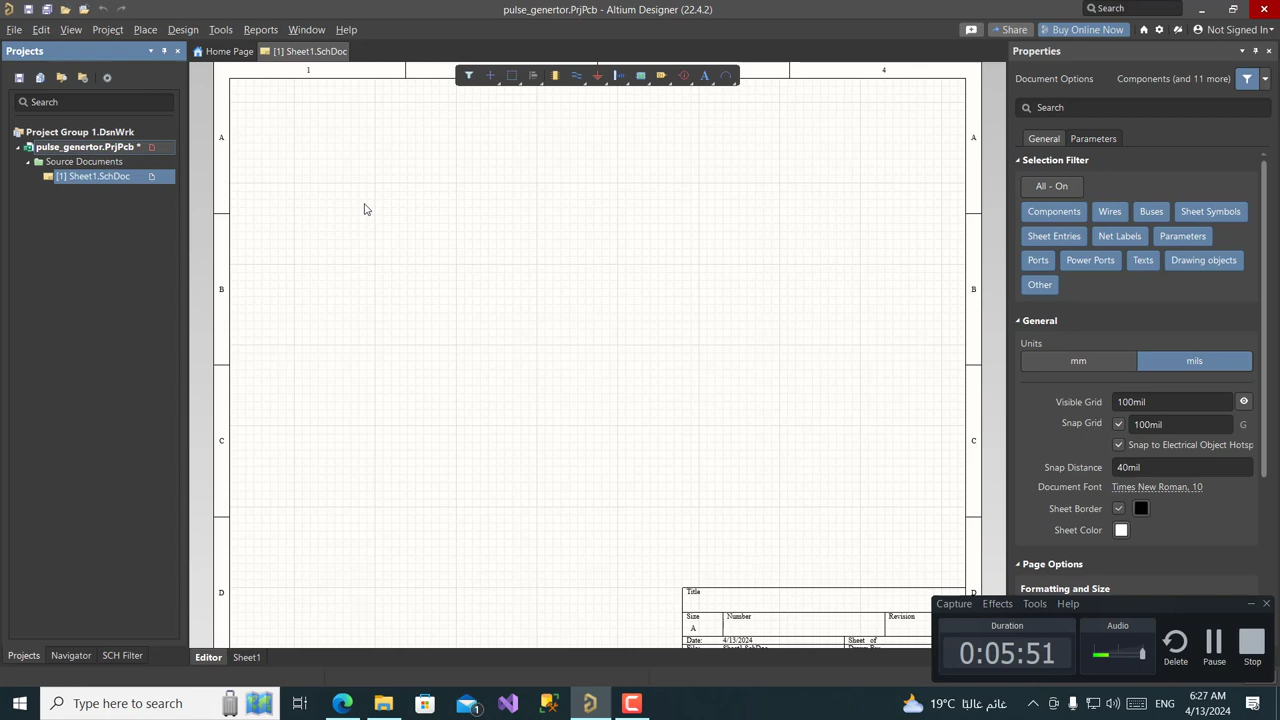 pulse_genertor.PrjPcb - Altium Designer (22.4.2)
Search
File Edit View Project Place Design Tools Reports Window Help
Share Buy Online Now Not Signed In
Projects
Home Page [1] Sheet1.SchDoc
Properties
Search
Project Group 1.DsnWrk
pulse_genertor.PrjPcb *
Source Documents
[1] Sheet1.SchDoc
1 4
A A
B B
C C
D D
Title
Size Number Revision
A
Date: 4/13/2024 Sheet of
Document Options Components (and 11 more)
Search
General Parameters
Selection Filter
All - On
Components Wires Buses Sheet Symbols
Sheet Entries Net Labels Parameters
Ports Power Ports Texts Drawing objects
Other
General
Units
mm mils
Visible Grid 100mil
Snap Grid 100mil G
Snap to Electrical Object Hotsp
Snap Distance 40mil
Document Font Times New Roman, 10
Sheet Border
Sheet Color
Page Options
Formatting and Size
Capture Effects Tools Help
Duration Audio
0:05:51
Delete Pause Stop
Projects Navigator SCH Filter
Editor Sheet1
Type here to search
1
19°C غائم غالبًا
6:27 AM
4/13/2024